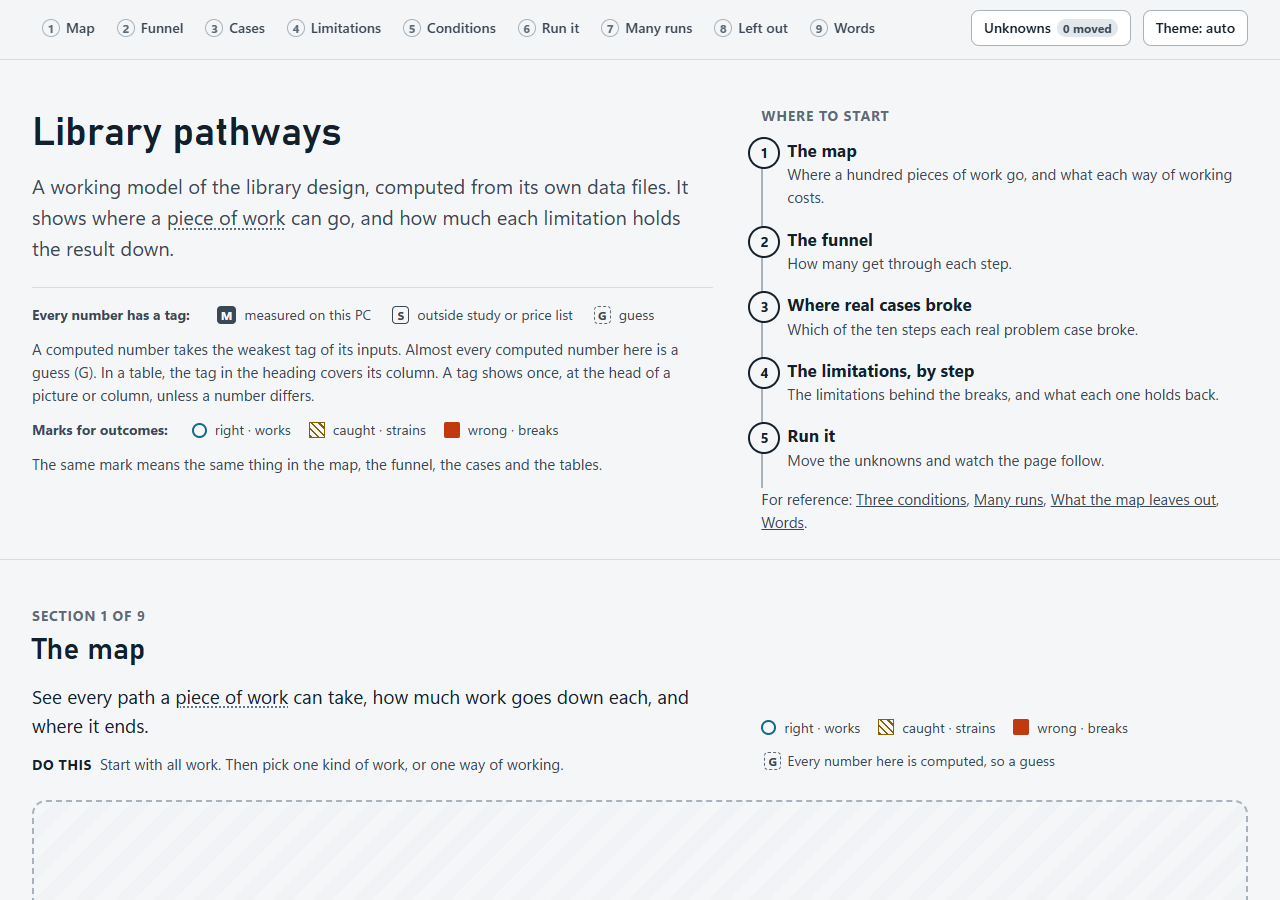 1 Map 2 Funnel 3 Cases 4 Limitations 5 Conditions 6 Run it 7 Many runs 8 Left out 9 Words Unknowns 0 moved Theme: auto
Library pathways
A working model of the library design, computed from its own data files. It
shows where a piece of work can go, and how much each limitation holds
the result down.
Every number has a tag: M measured on this PC S outside study or price list G guess
A computed number takes the weakest tag of its inputs. Almost every computed number here is a
guess (G). In a table, the tag in the heading covers its column. A tag shows once, at the head of a
picture or column, unless a number differs.
Marks for outcomes: right · works caught · strains wrong · breaks
The same mark means the same thing in the map, the funnel, the cases and the tables.
WHERE TO START
1 The map
Where a hundred pieces of work go, and what each way of working
costs.
2 The funnel
How many get through each step.
3 Where real cases broke
Which of the ten steps each real problem case broke.
4 The limitations, by step
The limitations behind the breaks, and what each one holds back.
5 Run it
Move the unknowns and watch the page follow.
For reference: Three conditions, Many runs, What the map leaves out,
Words.
SECTION 1 OF 9
The map
See every path a piece of work can take, how much work goes down each, and
where it ends.
DO THIS Start with all work. Then pick one kind of work, or one way of working.
right · works caught · strains wrong · breaks
G Every number here is computed, so a guess